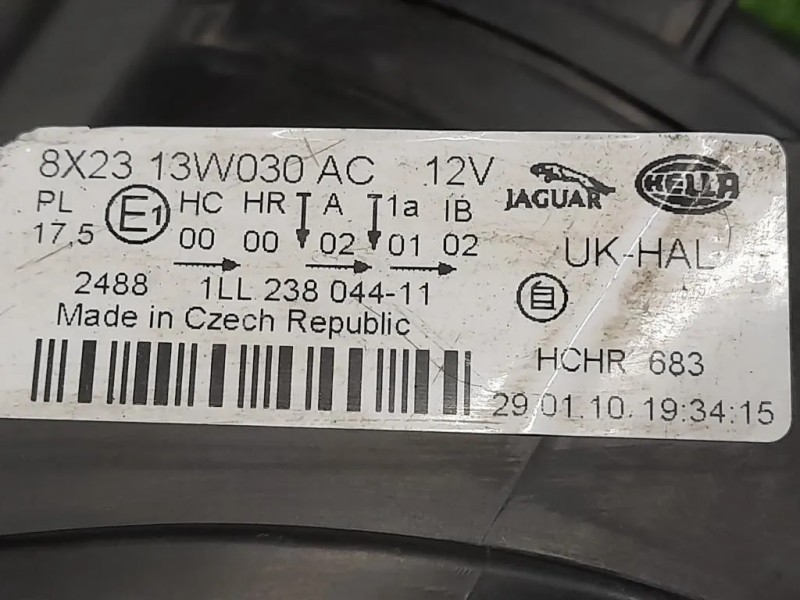 8X23 13W030 AC 12V JAGUAR HELLA
PL E1 HC HR A 1a IB
17,5 00 00 02 01 02 UK-HAL
2488 1LL 238 044-11 自
Made in Czech Republic
HCHR 683
29.01.10 19:34:15